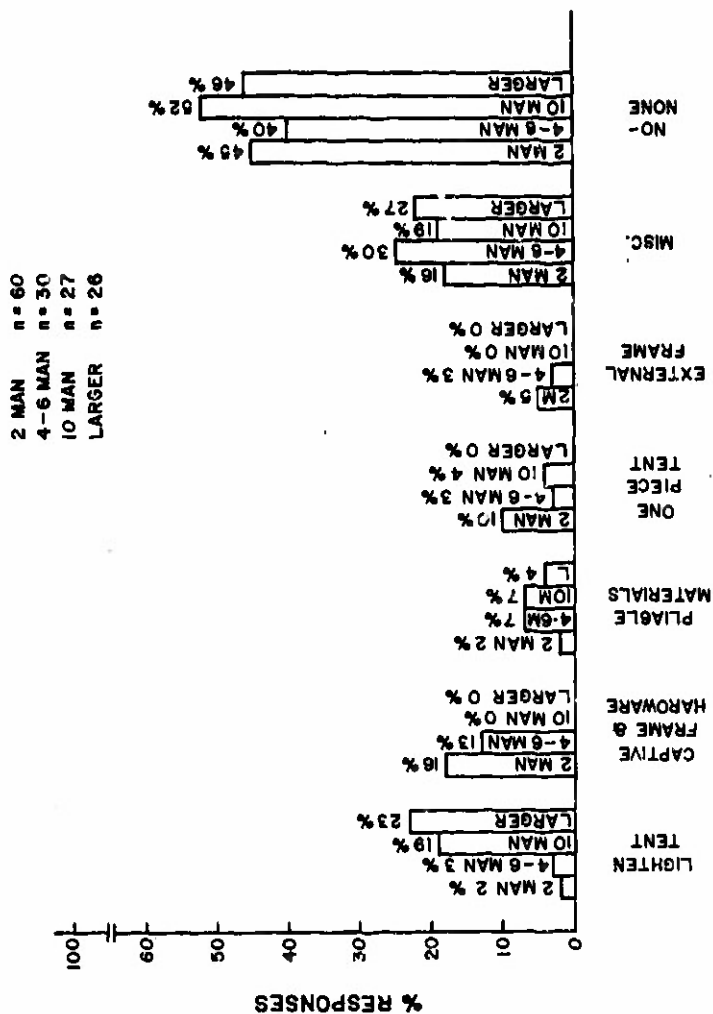 2 MAN n=60
4-6 MAN n=30
10 MAN n=27
LARGER n=26
% RESPONSES
100
40
30
20
10
0
2 MAN 2 %
4-6 MAN 3 %
10 MAN 19%
LARGER 23%
LIGHTEN
TENT
2 MAN 18%
4-6 MAN 13%
10 MAN 0%
LARGER 0%
CAPTIVE
FRAME &
HARDWARE
2 MAN 2%
4-6M 7%
10M 7%
L 4%
PLIABLE
MATERIALS
2 MAN 10%
4-6 MAN 3%
10 MAN 4%
LARGER 0%
ONE
PIECE
TENT
2M 5%
4-6 MAN 3%
10 MAN 0%
LARGER 0%
EXTERNAL
FRAME
2 MAN 18%
4-6 MAN 30%
10 MAN 19%
LARGER 27%
MISC.
2 MAN 45%
4-6 MAN 40%
10 MAN 52%
LARGER 46%
NO-
NONE